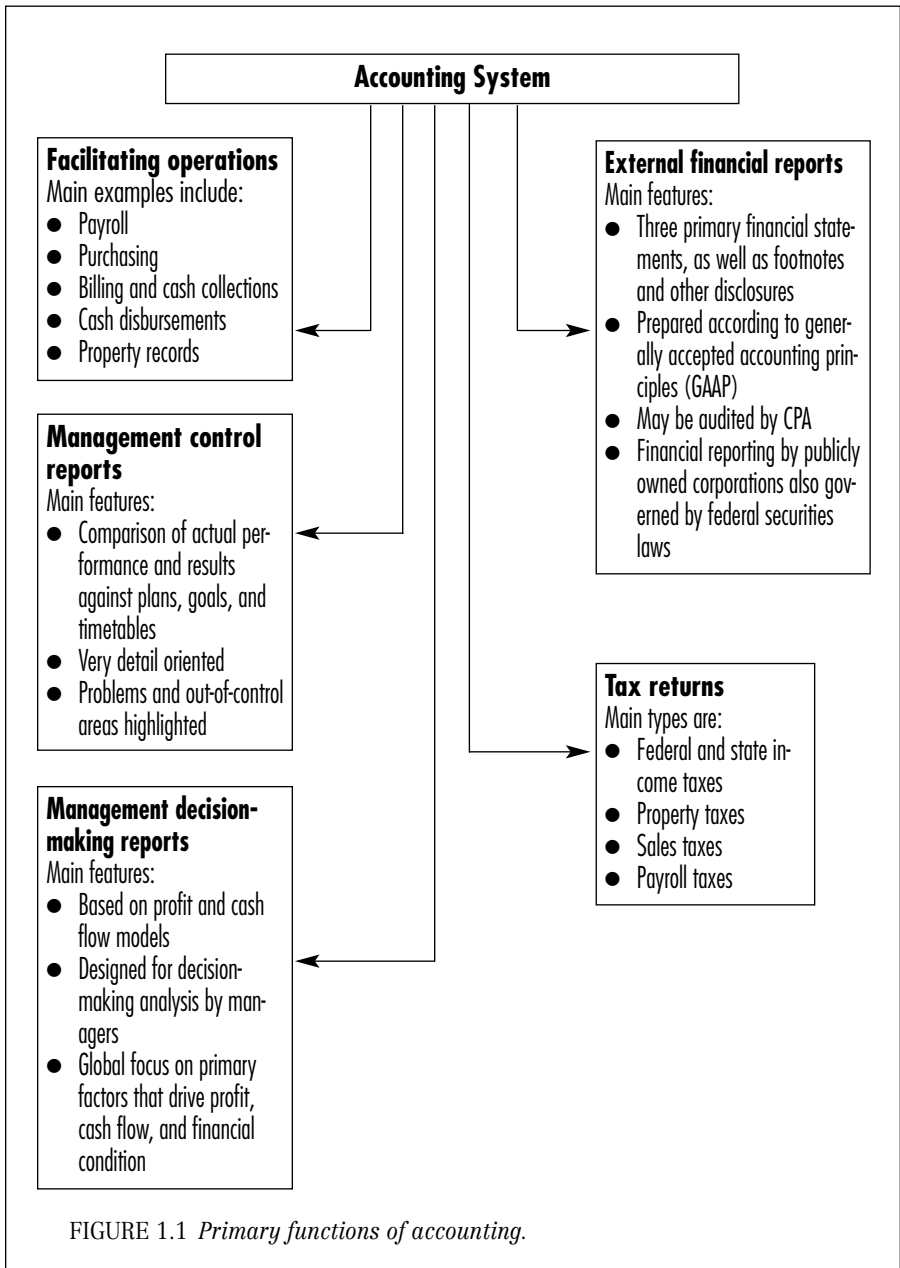 Accounting System
Facilitating operations
Main examples include:
● Payroll
● Purchasing
● Billing and cash collections
● Cash disbursements
● Property records
Management control
reports
Main features:
● Comparison of actual per-
formance and results
against plans, goals, and
timetables
● Very detail oriented
● Problems and out-of-control
areas highlighted
Management decision-
making reports
Main features:
● Based on profit and cash
flow models
● Designed for decision-
making analysis by man-
agers
● Global focus on primary
factors that drive profit,
cash flow, and financial
condition
External financial reports
Main features:
● Three primary financial state-
ments, as well as footnotes
and other disclosures
● Prepared according to gener-
ally accepted accounting prin-
ciples (GAAP)
● May be audited by CPA
● Financial reporting by publicly
owned corporations also gov-
erned by federal securities
laws
Tax returns
Main types are:
● Federal and state in-
come taxes
● Property taxes
● Sales taxes
● Payroll taxes
FIGURE 1.1 Primary functions of accounting.